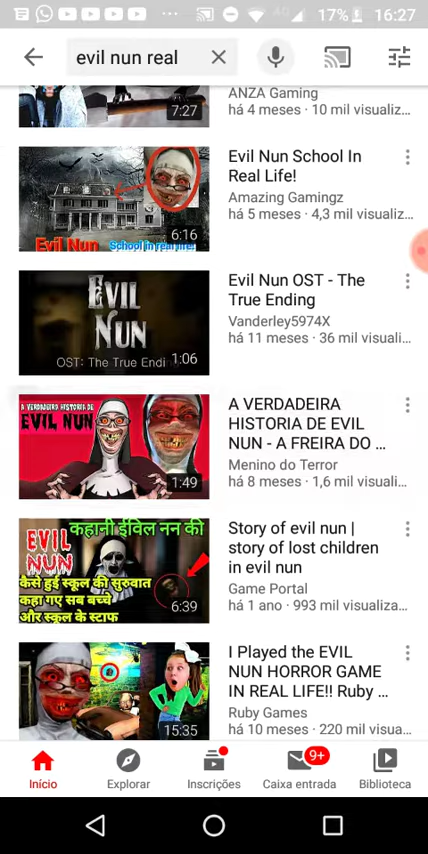 4G 17% 16:27
evil nun real
7:27
ANZA Gaming
há 4 meses · 10 mil visualiz...
Evil Nun
School in real life!
6:16
Evil Nun School In
Real Life!
Amazing Gamingz
há 5 meses · 4,3 mil visualiz...
EVIL
NUN
OST: The True Endi
1:06
Evil Nun OST - The
True Ending
Vanderley5974X
há 11 meses · 36 mil visuali...
A VERDADEIRA HISTORIA DE
EVIL NUN
1:49
A VERDADEIRA
HISTORIA DE EVIL
NUN - A FREIRA DO ...
Menino do Terror
há 8 meses · 1,6 mil visuali...
कहानी ईविल नन की
EVIL
NUN
कैसे हुई स्कूल की सुरुवात
कहा गए सब बच्चे
और स्कूल के स्टाफ
6:39
Story of evil nun |
story of lost children
in evil nun
Game Portal
há 1 ano · 993 mil visualiza...
15:35
I Played the EVIL
NUN HORROR GAME
IN REAL LIFE!! Ruby ...
Ruby Games
há 10 meses · 220 mil visua...
9+
Início
Explorar
Inscrições
Caixa entrada
Biblioteca